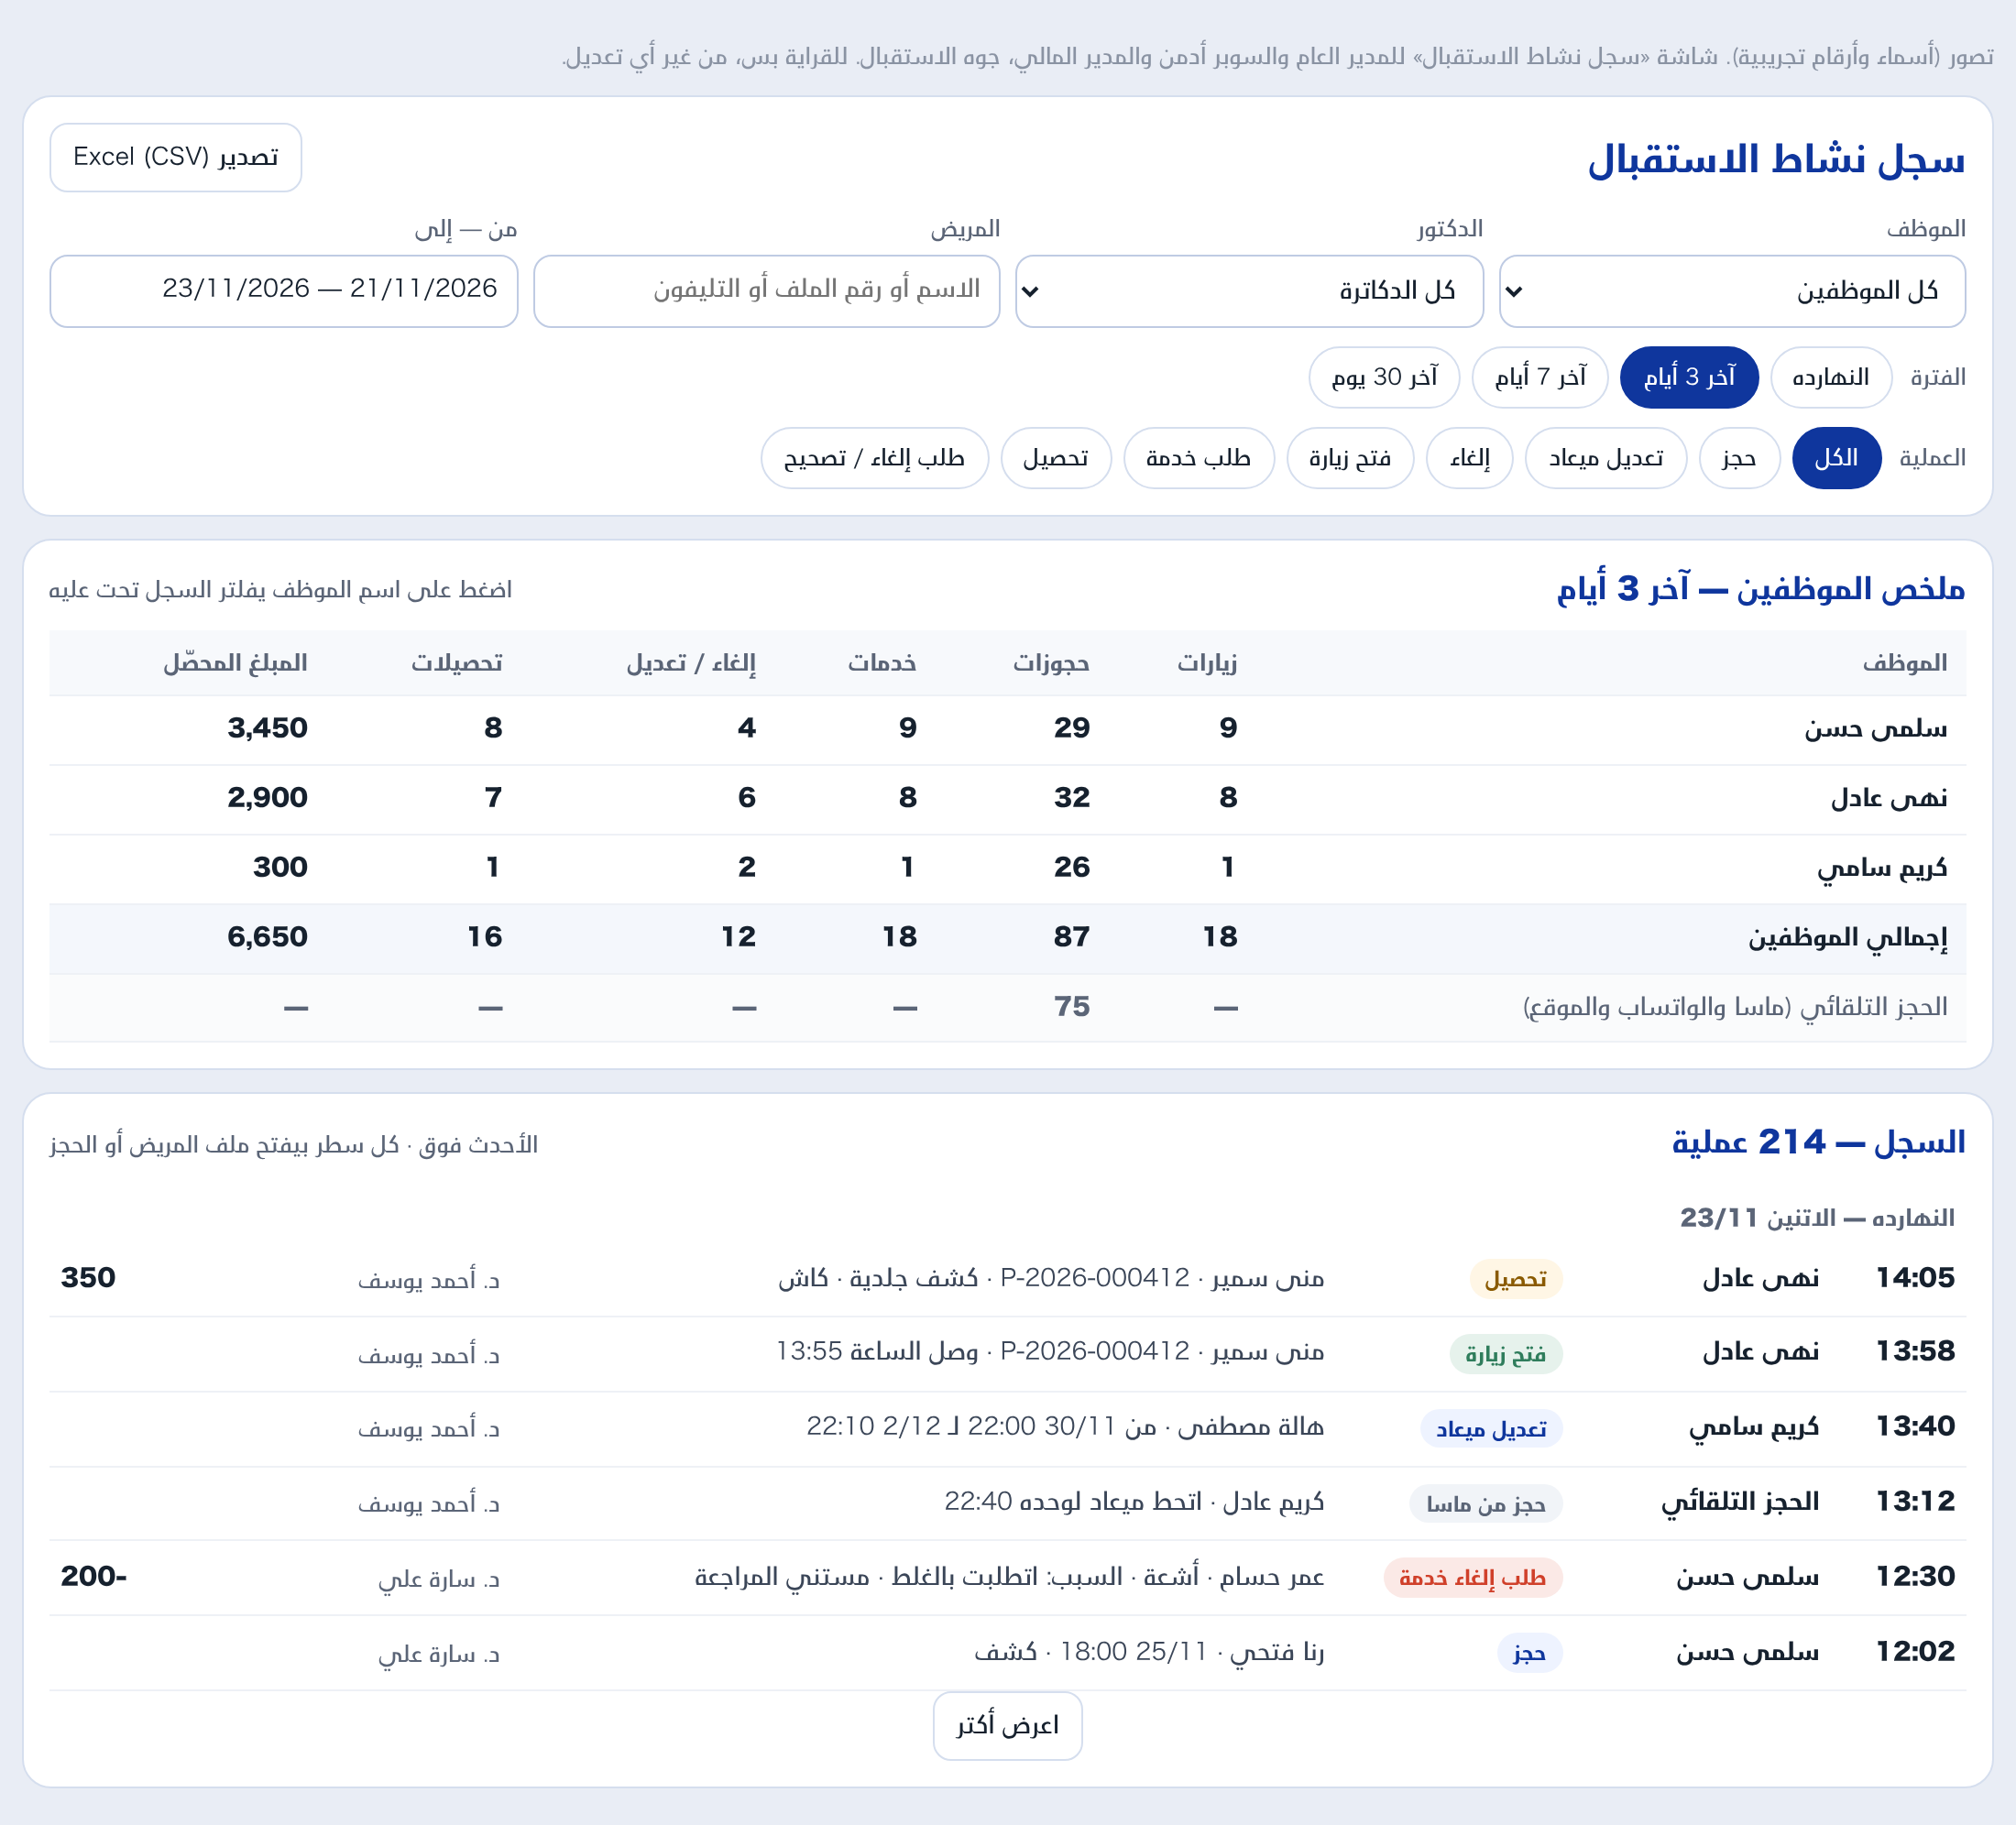 تصور (أسماء وأرقام تجريبية). شاشة «سجل نشاط الاستقبال» للمدير العام والسوبر أدمن والمدير المالي، جوه الاستقبال. للقراية بس، من غير أي تعديل.
سجل نشاط الاستقبال تصدير Excel (CSV)
الموظف الدكتور المريض من — إلى
كل الموظفين كل الدكاترة الاسم أو رقم الملف أو التليفون 21/11/2026 — 23/11/2026
الفترة النهارده آخر 3 أيام آخر 7 أيام آخر 30 يوم
العملية الكل حجز تعديل ميعاد إلغاء فتح زيارة طلب خدمة تحصيل طلب إلغاء / تصحيح
ملخص الموظفين — آخر 3 أيام اضغط على اسم الموظف يفلتر السجل تحت عليه
الموظف زيارات حجوزات خدمات إلغاء / تعديل تحصيلات المبلغ المحصّل
سلمى حسن 9 29 9 4 8 3,450
نهى عادل 8 32 8 6 7 2,900
كريم سامي 1 26 1 2 1 300
إجمالي الموظفين 18 87 18 12 16 6,650
الحجز التلقائي (ماسا والواتساب والموقع) — 75 — — — —
السجل — 214 عملية الأحدث فوق · كل سطر بيفتح ملف المريض أو الحجز
النهارده — الاتنين 23/11
14:05 نهى عادل تحصيل منى سمير · P-2026-000412 · كشف جلدية · كاش د. أحمد يوسف 350
13:58 نهى عادل فتح زيارة منى سمير · P-2026-000412 · وصل الساعة 13:55 د. أحمد يوسف
13:40 كريم سامي تعديل ميعاد هالة مصطفى · من 30/11 22:00 لـ 2/12 22:10 د. أحمد يوسف
13:12 الحجز التلقائي حجز من ماسا كريم عادل · اتحط ميعاد لوحده 22:40 د. أحمد يوسف
12:30 سلمى حسن طلب إلغاء خدمة عمر حسام · أشعة · السبب: اتطلبت بالغلط · مستني المراجعة د. سارة علي -200
12:02 سلمى حسن حجز رنا فتحي · 25/11 18:00 · كشف د. سارة علي
اعرض أكتر